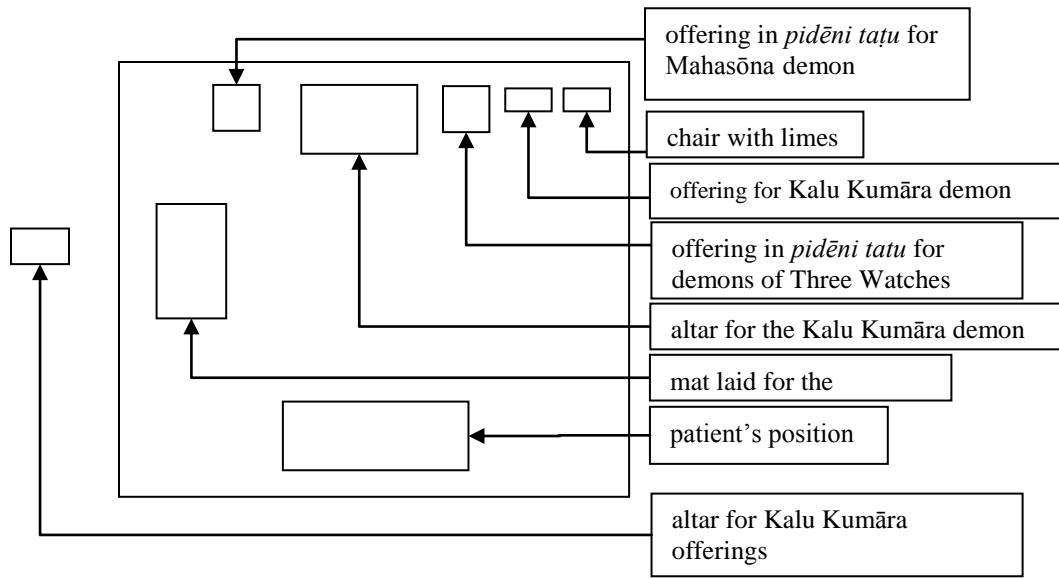 offering in pidēni taṭu for
Mahasōna demon
chair with limes
offering for Kalu Kumāra demon
offering in pidēni tatu for
demons of Three Watches
altar for the Kalu Kumāra demon
mat laid for the
patient’s position
altar for Kalu Kumāra
offerings